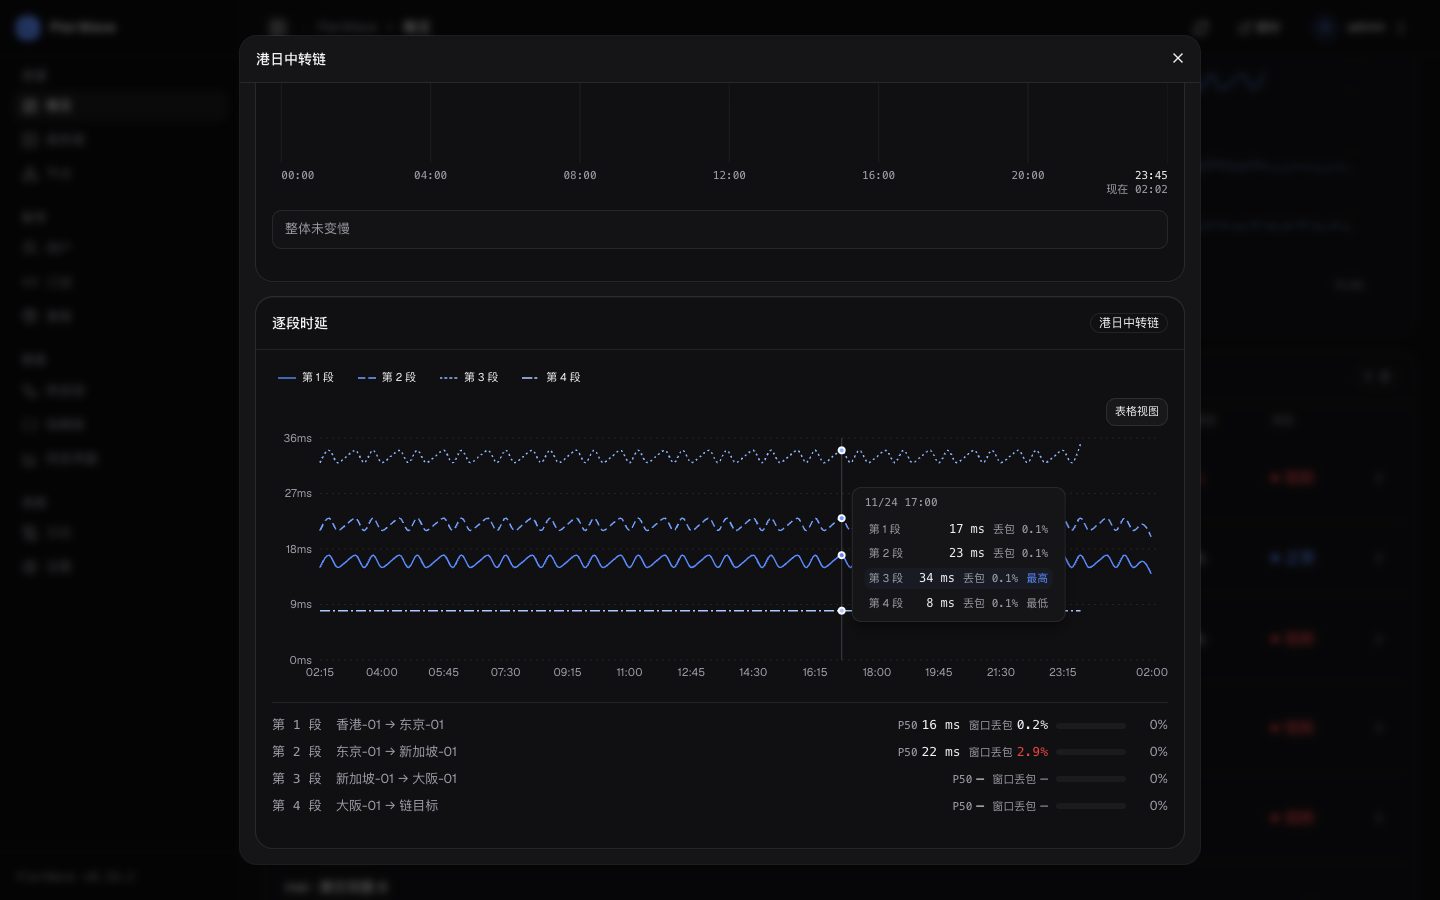 港日中转链
00:00 04:00 08:00 12:00 16:00 20:00 23:45
现在 02:02
整体未变慢
逐段时延 港日中转链
第 1 段 第 2 段 第 3 段 第 4 段
表格视图
36ms
27ms
18ms
9ms
0ms
11/24 17:00
第 1 段 17 ms 丢包 0.1%
第 2 段 23 ms 丢包 0.1%
第 3 段 34 ms 丢包 0.1% 最高
第 4 段 8 ms 丢包 0.1% 最低
02:15 04:00 05:45 07:30 09:15 11:00 12:45 14:30 16:15 18:00 19:45 21:30 23:15 02:00
第 1 段 香港-01 → 东京-01 P50 16 ms 窗口丢包 0.2% 0%
第 2 段 东京-01 → 新加坡-01 P50 22 ms 窗口丢包 2.9% 0%
第 3 段 新加坡-01 → 大阪-01 P50 — 窗口丢包 — 0%
第 4 段 大阪-01 → 链目标 P50 — 窗口丢包 — 0%